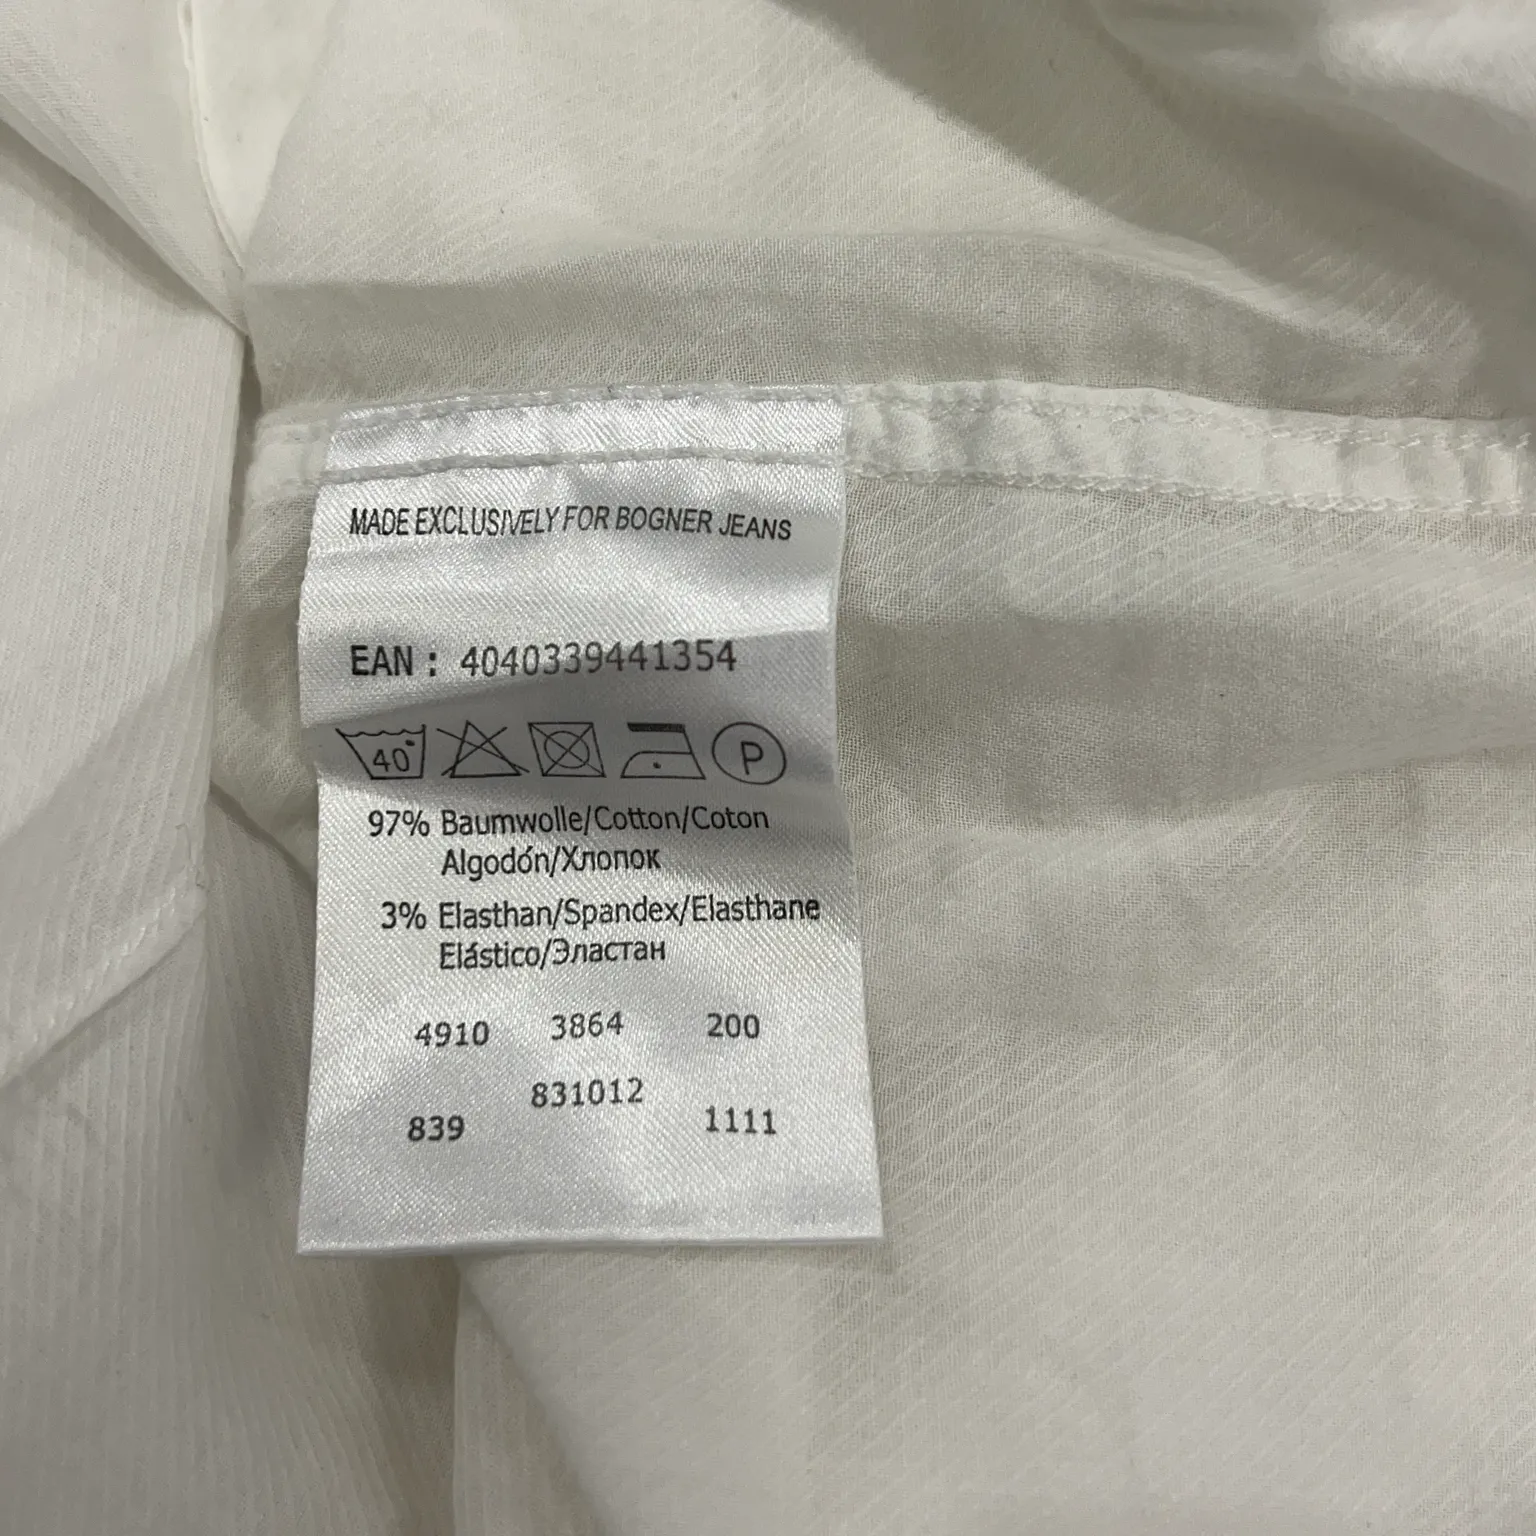 MADE EXCLUSIVELY FOR BOGNER JEANS
EAN : 4040339441354
40° P
97% Baumwolle/Cotton/Coton
Algodón/Хлопок
3% Elasthan/Spandex/Elasthane
Elástico/Эластан
4910 3864 200
831012
839 1111